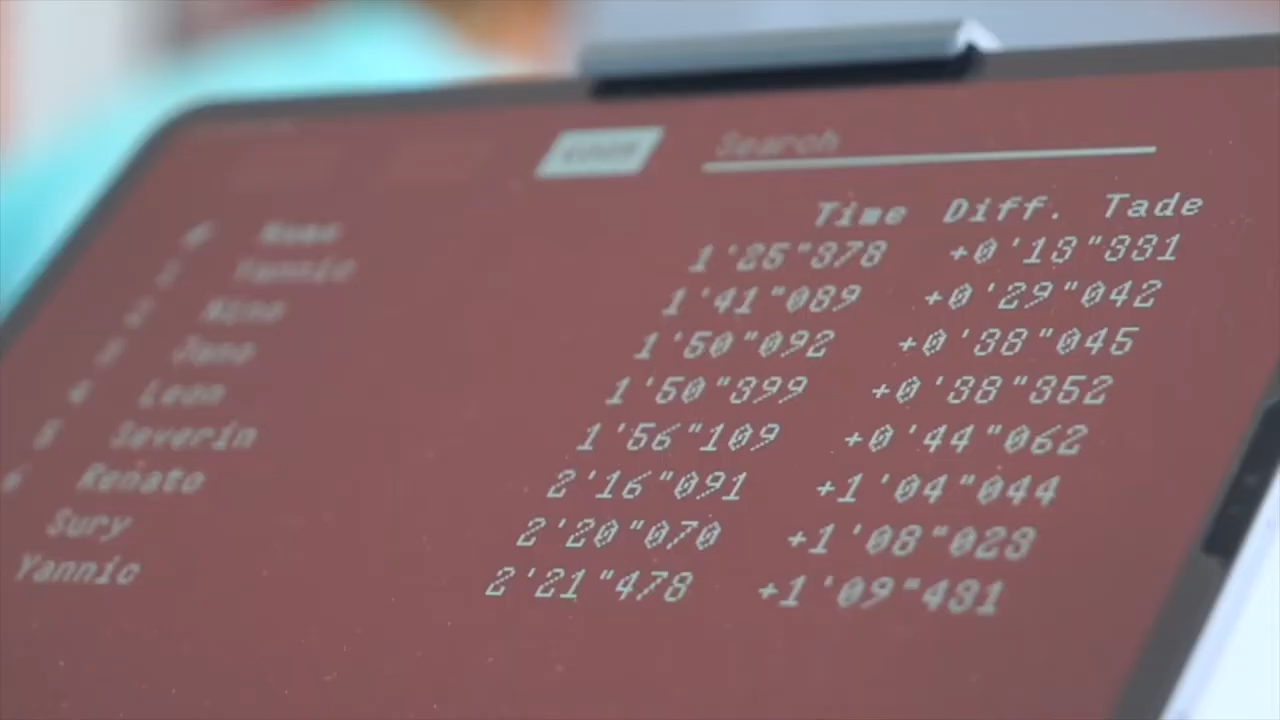 Search
# Name Time Diff. Tade
1 Yannic 1'25"378 +0'13"331
2 Nino 1'41"089 +0'29"042
3 Jano 1'50"092 +0'38"045
4 Leon 1'50"399 +0'38"352
5 Severin 1'56"109 +0'44"062
6 Renato 2'16"091 +1'04"044
Sury 2'20"070 +1'08"023
Yannic 2'21"478 +1'09"431